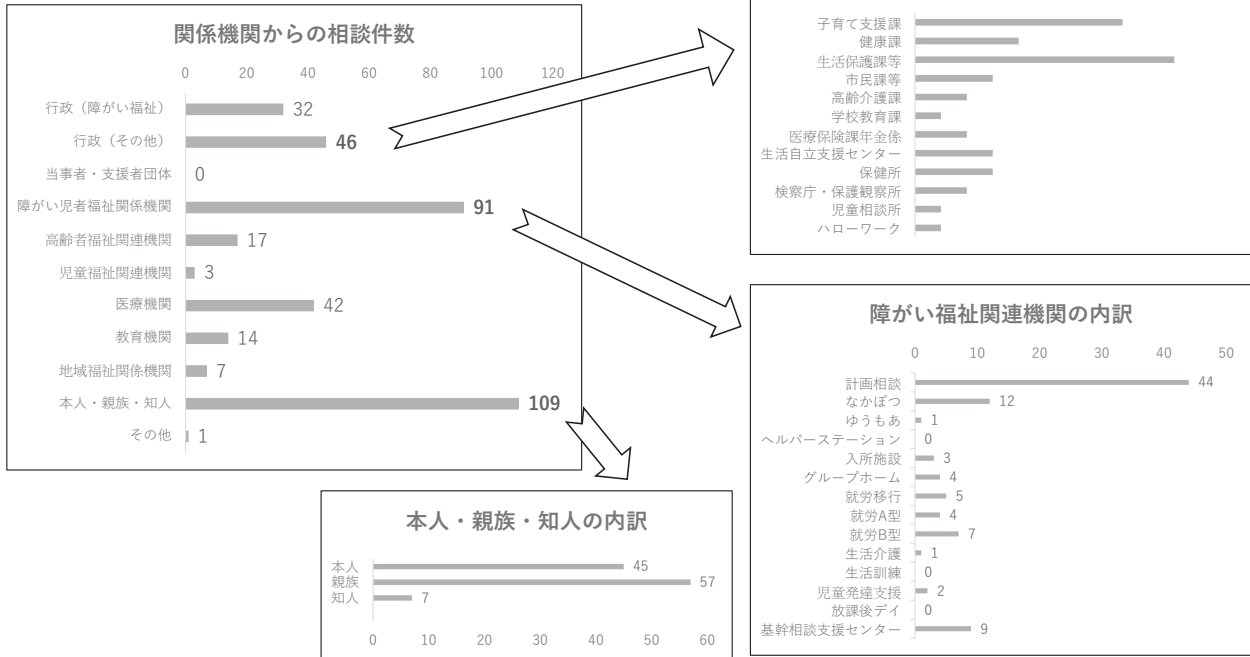 関係機関からの相談件数
0 20 40 60 80 100 120
行政（障がい福祉） 32
行政（その他） 46
当事者・支援者団体 0
障がい児者福祉関係機関 91
高齢者福祉関連機関 17
児童福祉関連機関 3
医療機関 42
教育機関 14
地域福祉関係機関 7
本人・親族・知人 109
その他 1
子育て支援課
健康課
生活保護課等
市民課等
高齢介護課
学校教育課
医療保険課年金係
生活自立支援センター
保健所
検察庁・保護観察所
児童相談所
ハローワーク
障がい福祉関連機関の内訳
0 10 20 30 40 50
計画相談 44
なかぽつ 12
ゆうもあ 1
ヘルパーステーション 0
入所施設 3
グループホーム 4
就労移行 5
就労A型 4
就労B型 7
生活介護 1
生活訓練 0
児童発達支援 2
放課後デイ 0
基幹相談支援センター 9
本人・親族・知人の内訳
本人 45
親族 57
知人 7
0 10 20 30 40 50 60